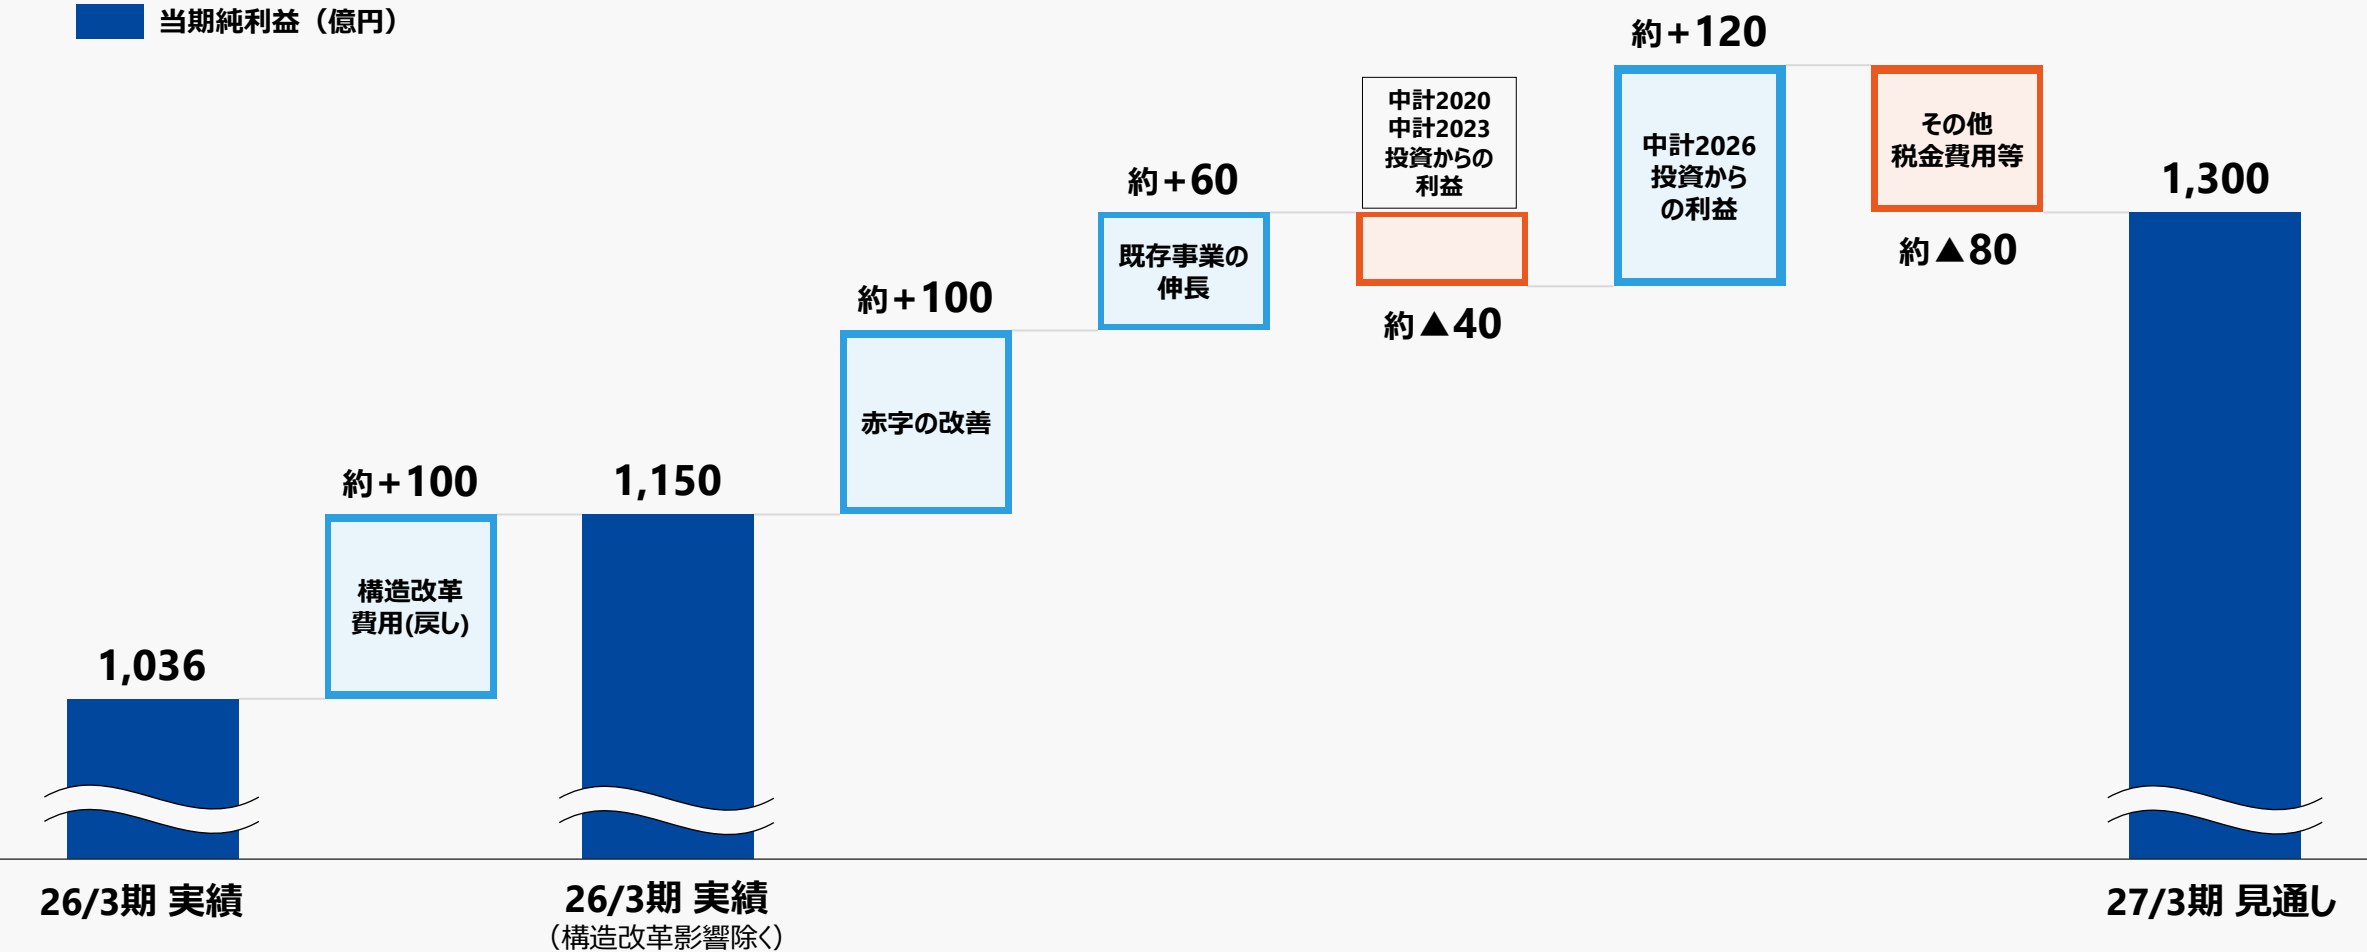 当期純利益（億円）
1,036
26/3期 実績
約+100
構造改革
費用(戻し)
1,150
26/3期 実績
（構造改革影響除く）
約+100
赤字の改善
約+60
既存事業の
伸長
中計2020
中計2023
投資からの
利益
約▲40
約+120
中計2026
投資から
の利益
その他
税金費用等
約▲80
1,300
27/3期 見通し